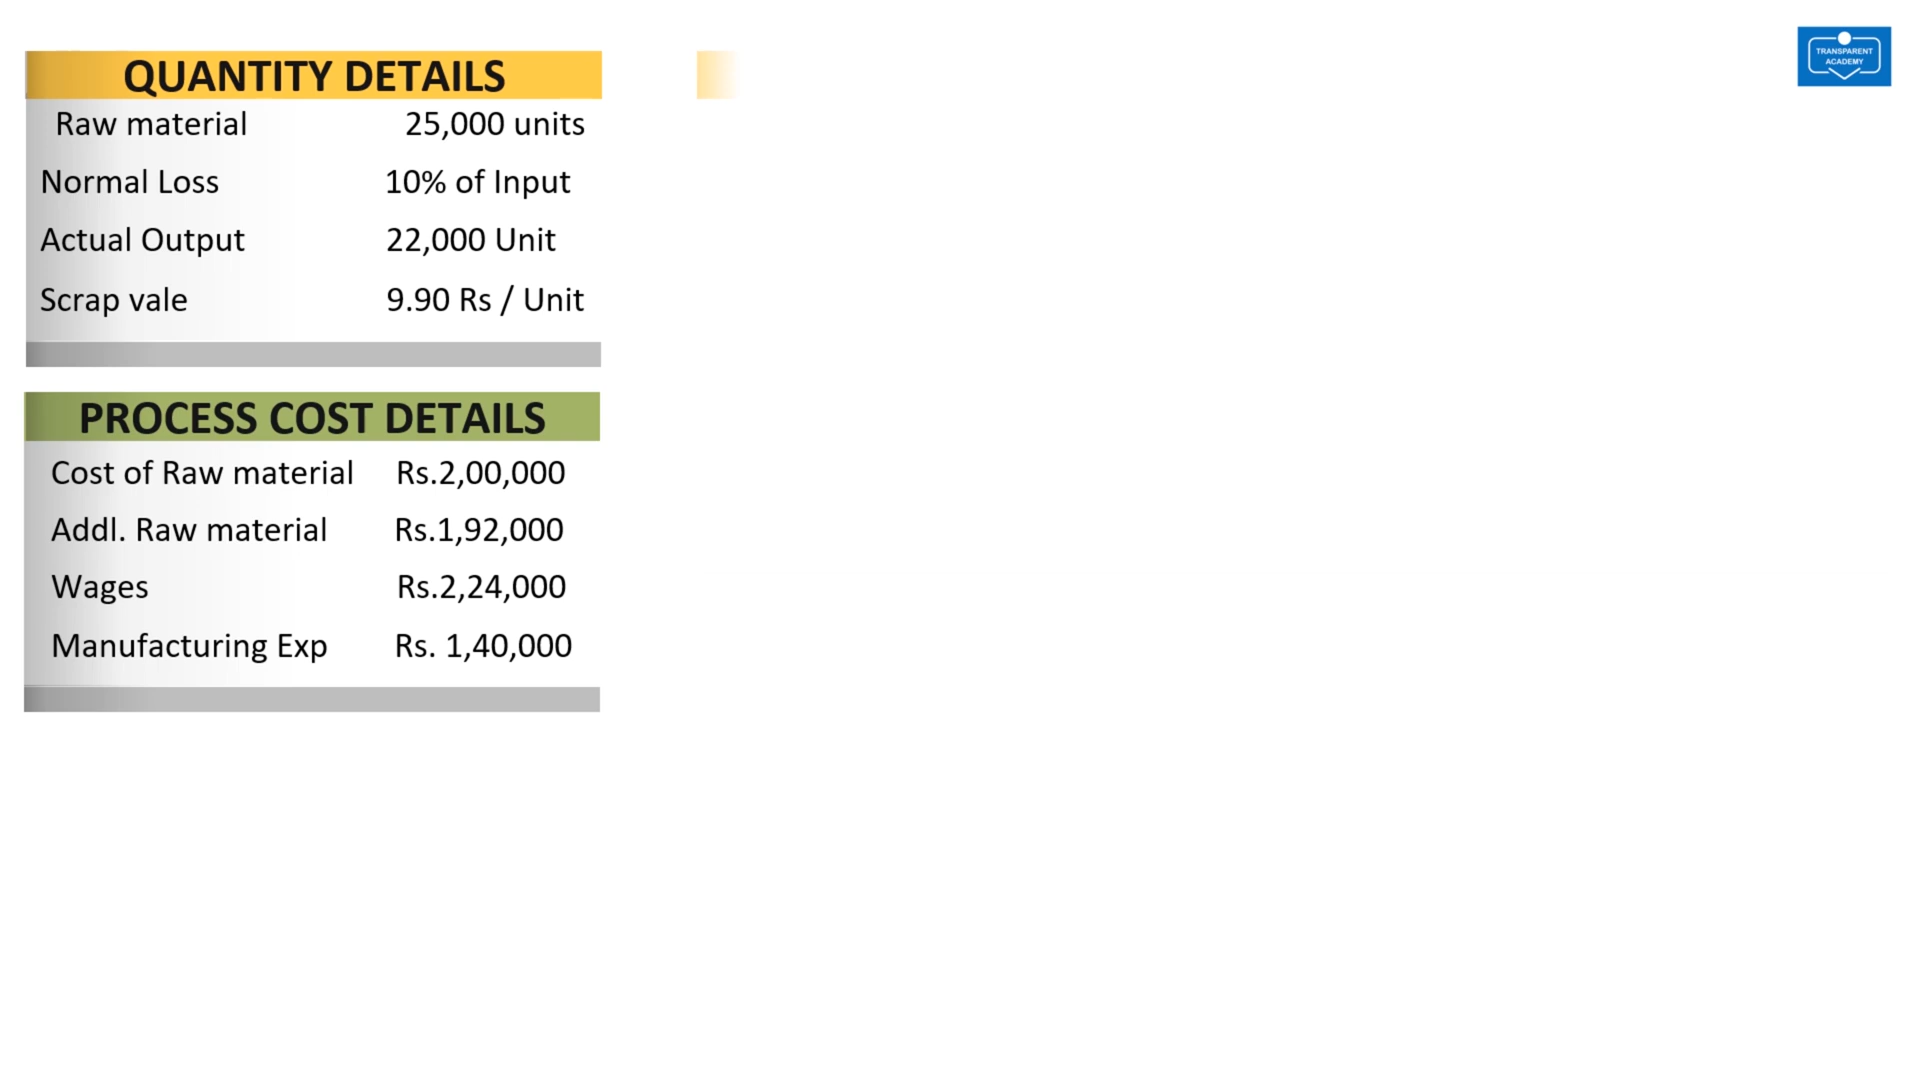 QUANTITY DETAILS
Raw material 25,000 units
Normal Loss 10% of Input
Actual Output 22,000 Unit
Scrap vale 9.90 Rs / Unit
PROCESS COST DETAILS
Cost of Raw material Rs.2,00,000
Addl. Raw material Rs.1,92,000
Wages Rs.2,24,000
Manufacturing Exp Rs. 1,40,000
TRANSPARENT
ACADEMY